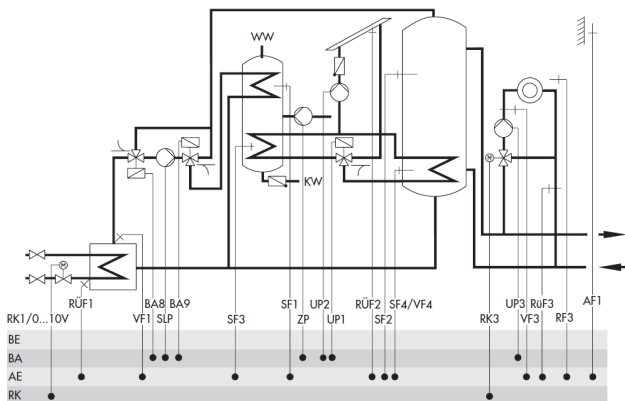 WW
KW
M
M
RÜF1 BA8 BA9 SF1 UP2 RÜF2 SF4/VF4 UP3 RüF3 AF1
RK1/0...10V VF1 SLP SF3 ZP UP1 SF2 RK3 VF3 RF3
BE
BA
AE
RK